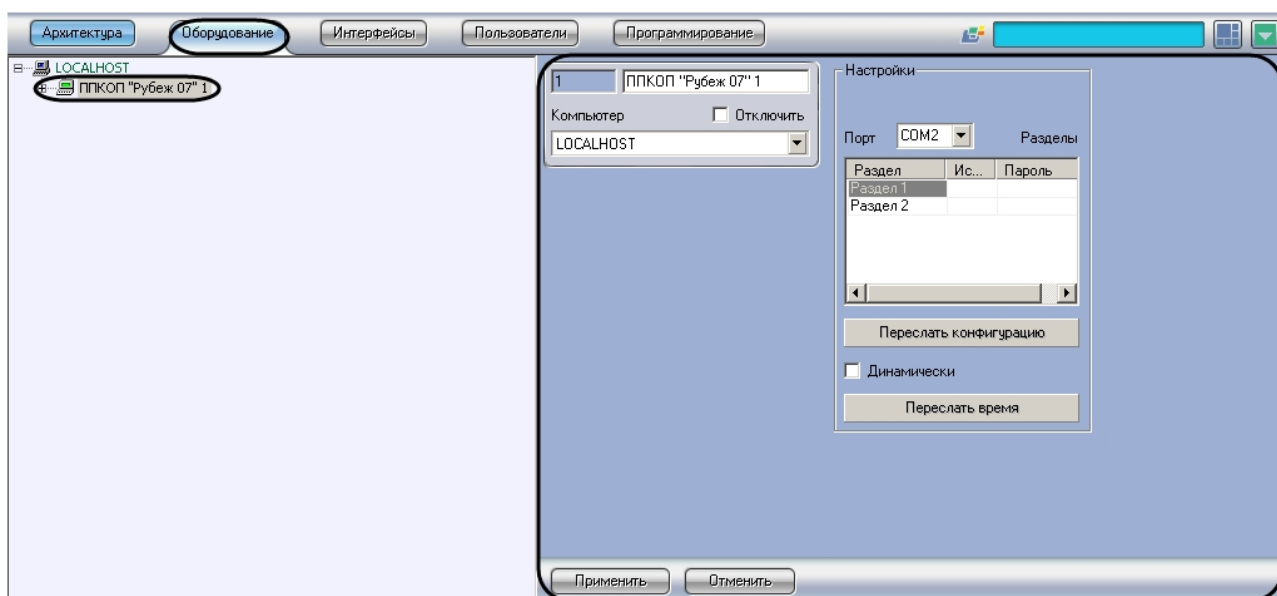 Архитектура Оборудование Интерфейсы Пользователи Программирование
LOCALHOST
ППКОП "Рубеж 07" 1
1 ППКОП "Рубеж 07" 1
Компьютер Отключить
LOCALHOST
Настройки
Порт COM2 Разделы
Раздел Ис... Пароль
Раздел 1
Раздел 2
Переслать конфигурацию
Динамически
Переслать время
Применить Отменить